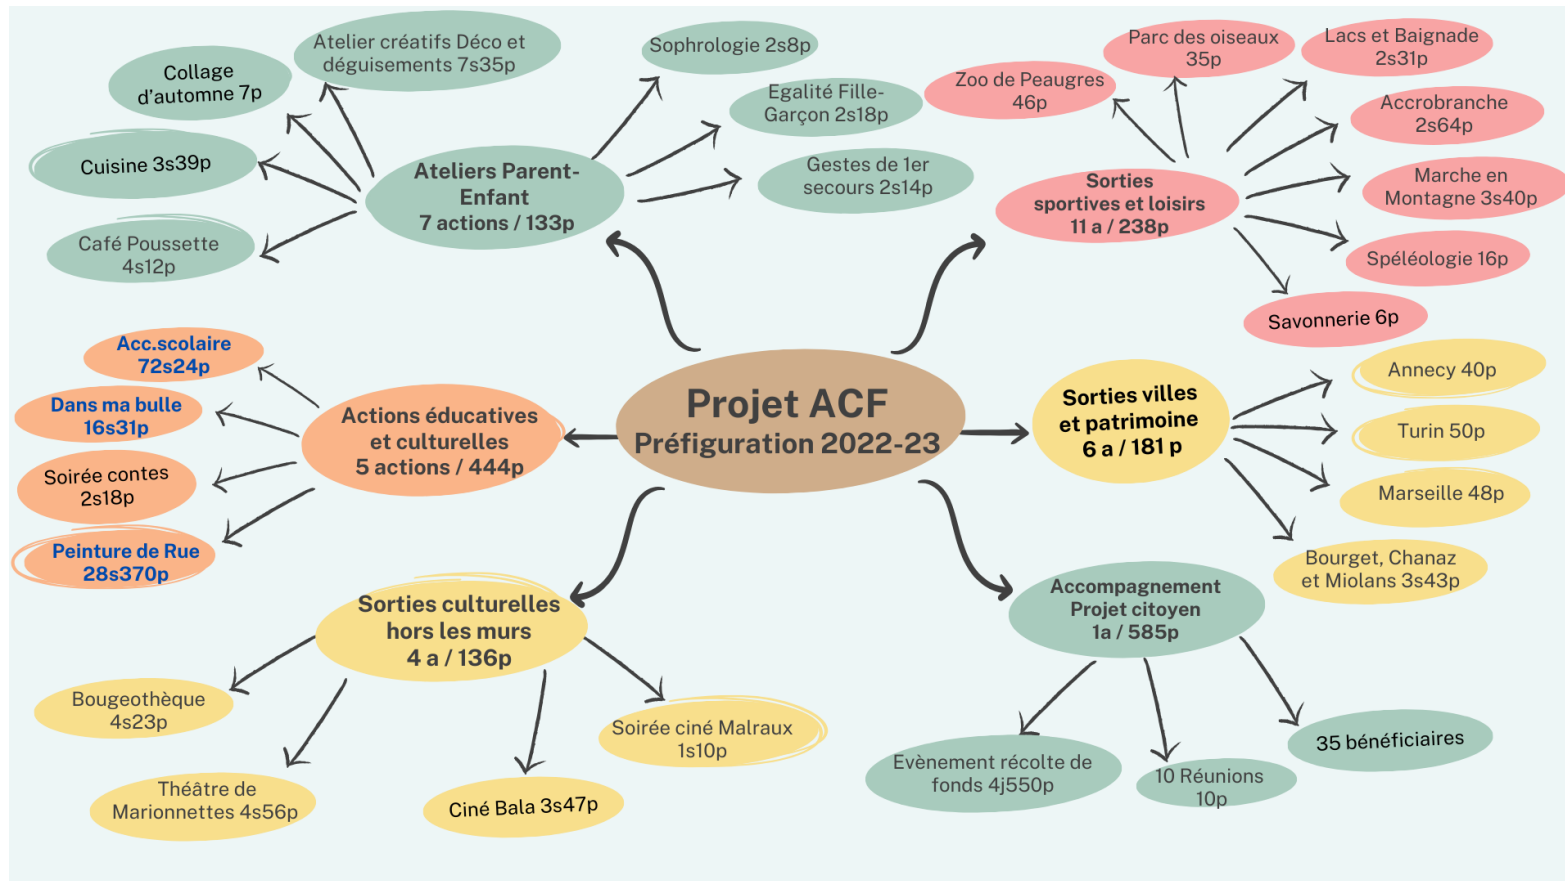 Projet ACF
Préfiguration 2022-23
Ateliers Parent-
Enfant
7 actions / 133p
Atelier créatifs Déco et
déguisements 7s35p
Collage
d'automne 7p
Cuisine 3s39p
Café Poussette
4s12p
Sophrologie 2s8p
Egalité Fille-
Garçon 2s18p
Gestes de 1er
secours 2s14p
Sorties
sportives et loisirs
11 a / 238p
Zoo de Peaugres
46p
Parc des oiseaux
35p
Lacs et Baignade
2s31p
Accrobranche
2s64p
Marche en
Montagne 3s40p
Spéléologie 16p
Savonnerie 6p
Actions éducatives
et culturelles
5 actions / 444p
Acc.scolaire
72s24p
Dans ma bulle
16s31p
Soirée contes
2s18p
Peinture de Rue
28s370p
Sorties villes
et patrimoine
6 a / 181 p
Annecy 40p
Turin 50p
Marseille 48p
Bourget, Chanaz
et Miolans 3s43p
Sorties culturelles
hors les murs
4 a / 136p
Bougeothèque
4s23p
Théâtre de
Marionnettes 4s56p
Ciné Bala 3s47p
Soirée ciné Malraux
1s10p
Accompagnement
Projet citoyen
1a / 585p
Evènement récolte de
fonds 4j550p
10 Réunions
10p
35 bénéficiaires